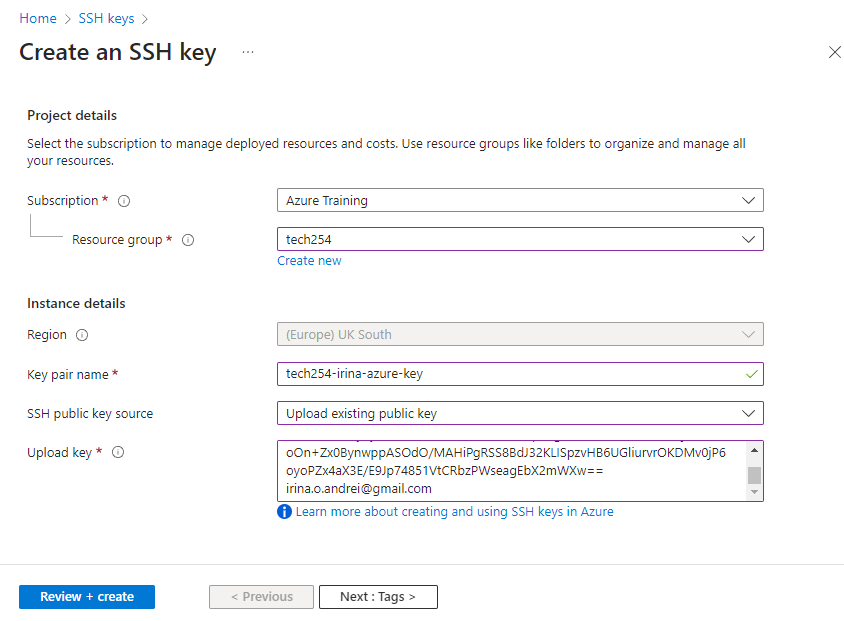 Home > SSH keys >
Create an SSH key ...
Project details
Select the subscription to manage deployed resources and costs. Use resource groups like folders to organize and manage all
your resources.
Subscription * Azure Training
Resource group * tech254
Create new
Instance details
Region (Europe) UK South
Key pair name * tech254-irina-azure-key
SSH public key source Upload existing public key
Upload key *
oOn+Zx0BynwppASOdO/MAHiPgRSS8BdJ32KLISpzvHB6UGliurvrOKDMv0jP6
oyoPZx4aX3E/E9Jp74851VtCRbzPWseagEbX2mWXw==
irina.o.andrei@gmail.com
Learn more about creating and using SSH keys in Azure
Review + create < Previous Next : Tags >